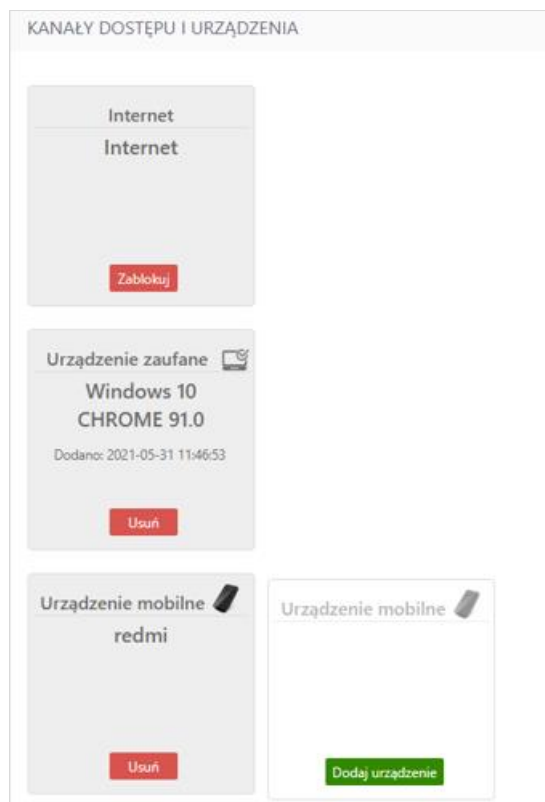 KANAŁY DOSTĘPU I URZĄDZENIA
Internet
Internet
Zablokuj
Urządzenie zaufane
Windows 10
CHROME 91.0
Dodano: 2021-05-31 11:46:53
Usuń
Urządzenie mobilne
redmi
Usuń
Urządzenie mobilne
Dodaj urządzenie